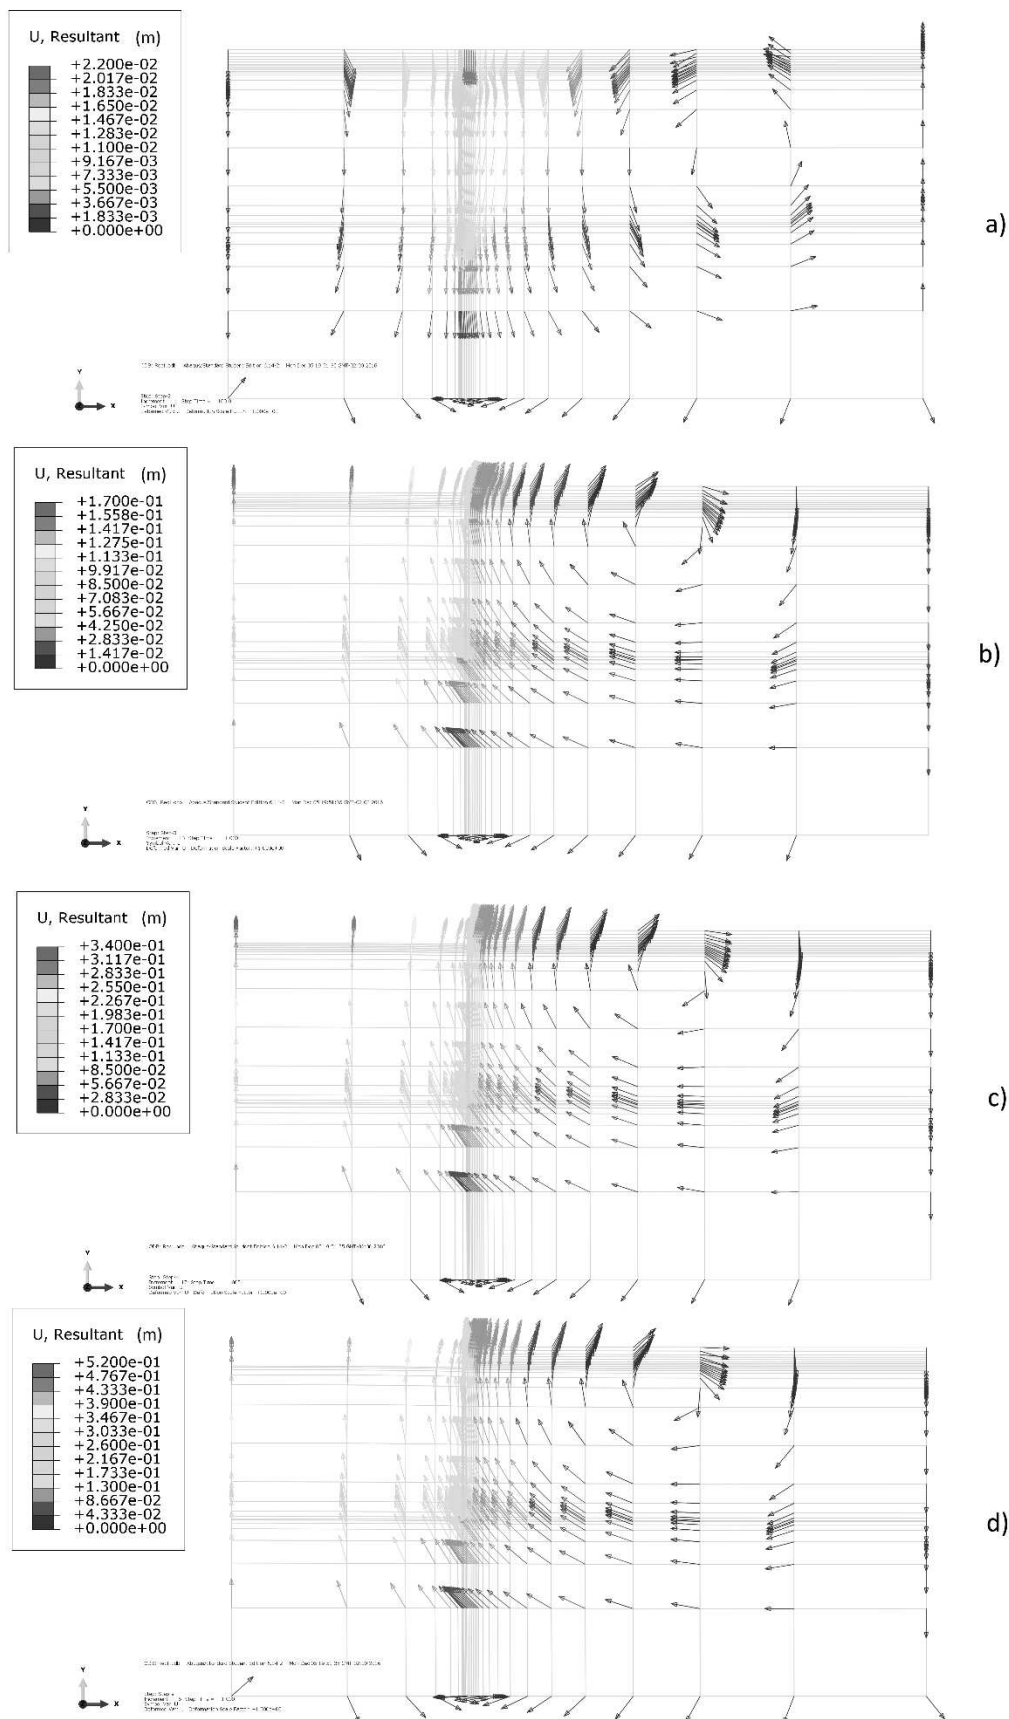 U, Resultant (m)
+2.200e-02
+2.017e-02
+1.833e-02
+1.650e-02
+1.467e-02
+1.283e-02
+1.100e-02
+9.167e-03
+7.333e-03
+5.500e-03
+3.667e-03
+1.833e-03
+0.000e+00
a)
Y
X
U, Resultant (m)
+1.700e-01
+1.558e-01
+1.417e-01
+1.275e-01
+1.133e-01
+9.917e-02
+8.500e-02
+7.083e-02
+5.667e-02
+4.250e-02
+2.833e-02
+1.417e-02
+0.000e+00
b)
Y
X
U, Resultant (m)
+3.400e-01
+3.117e-01
+2.833e-01
+2.550e-01
+2.267e-01
+1.983e-01
+1.700e-01
+1.417e-01
+1.133e-01
+8.500e-02
+5.667e-02
+2.833e-02
+0.000e+00
c)
Y
X
U, Resultant (m)
+5.200e-01
+4.767e-01
+4.333e-01
+3.900e-01
+3.467e-01
+3.033e-01
+2.600e-01
+2.167e-01
+1.733e-01
+1.300e-01
+8.667e-02
+4.333e-02
+0.000e+00
d)
Y
X